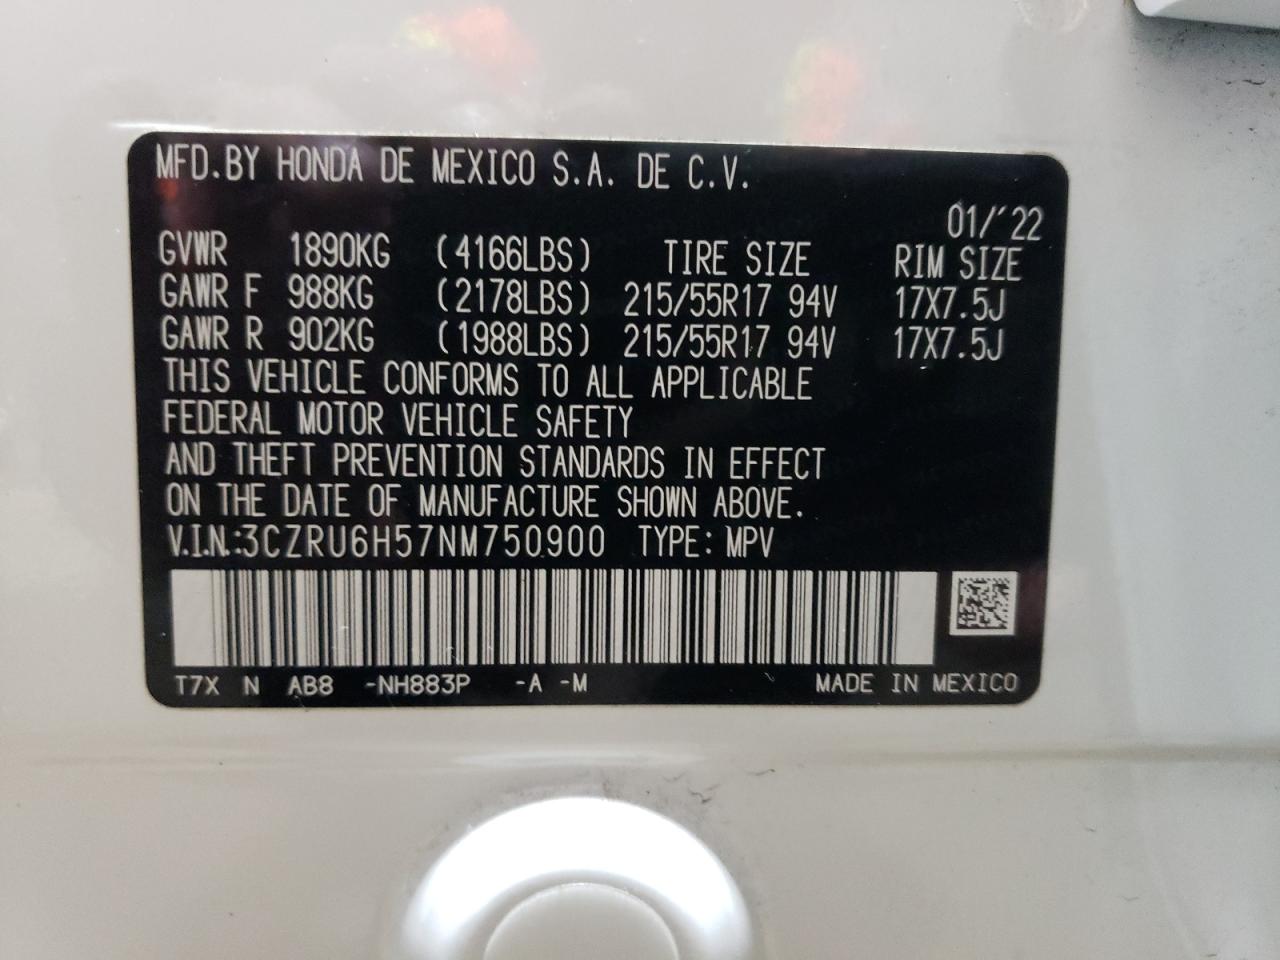 MFD.BY HONDA DE MEXICO S.A. DE C.V.
01/'22
GVWR 1890KG (4166LBS) TIRE SIZE RIM SIZE
GAWR F 988KG (2178LBS) 215/55R17 94V 17X7.5J
GAWR R 902KG (1988LBS) 215/55R17 94V 17X7.5J
THIS VEHICLE CONFORMS TO ALL APPLICABLE
FEDERAL MOTOR VEHICLE SAFETY
AND THEFT PREVENTION STANDARDS IN EFFECT
ON THE DATE OF MANUFACTURE SHOWN ABOVE.
V.I.N.:3CZRU6H57NM750900 TYPE: MPV
T7X N AB8 -NH883P -A -M MADE IN MEXICO